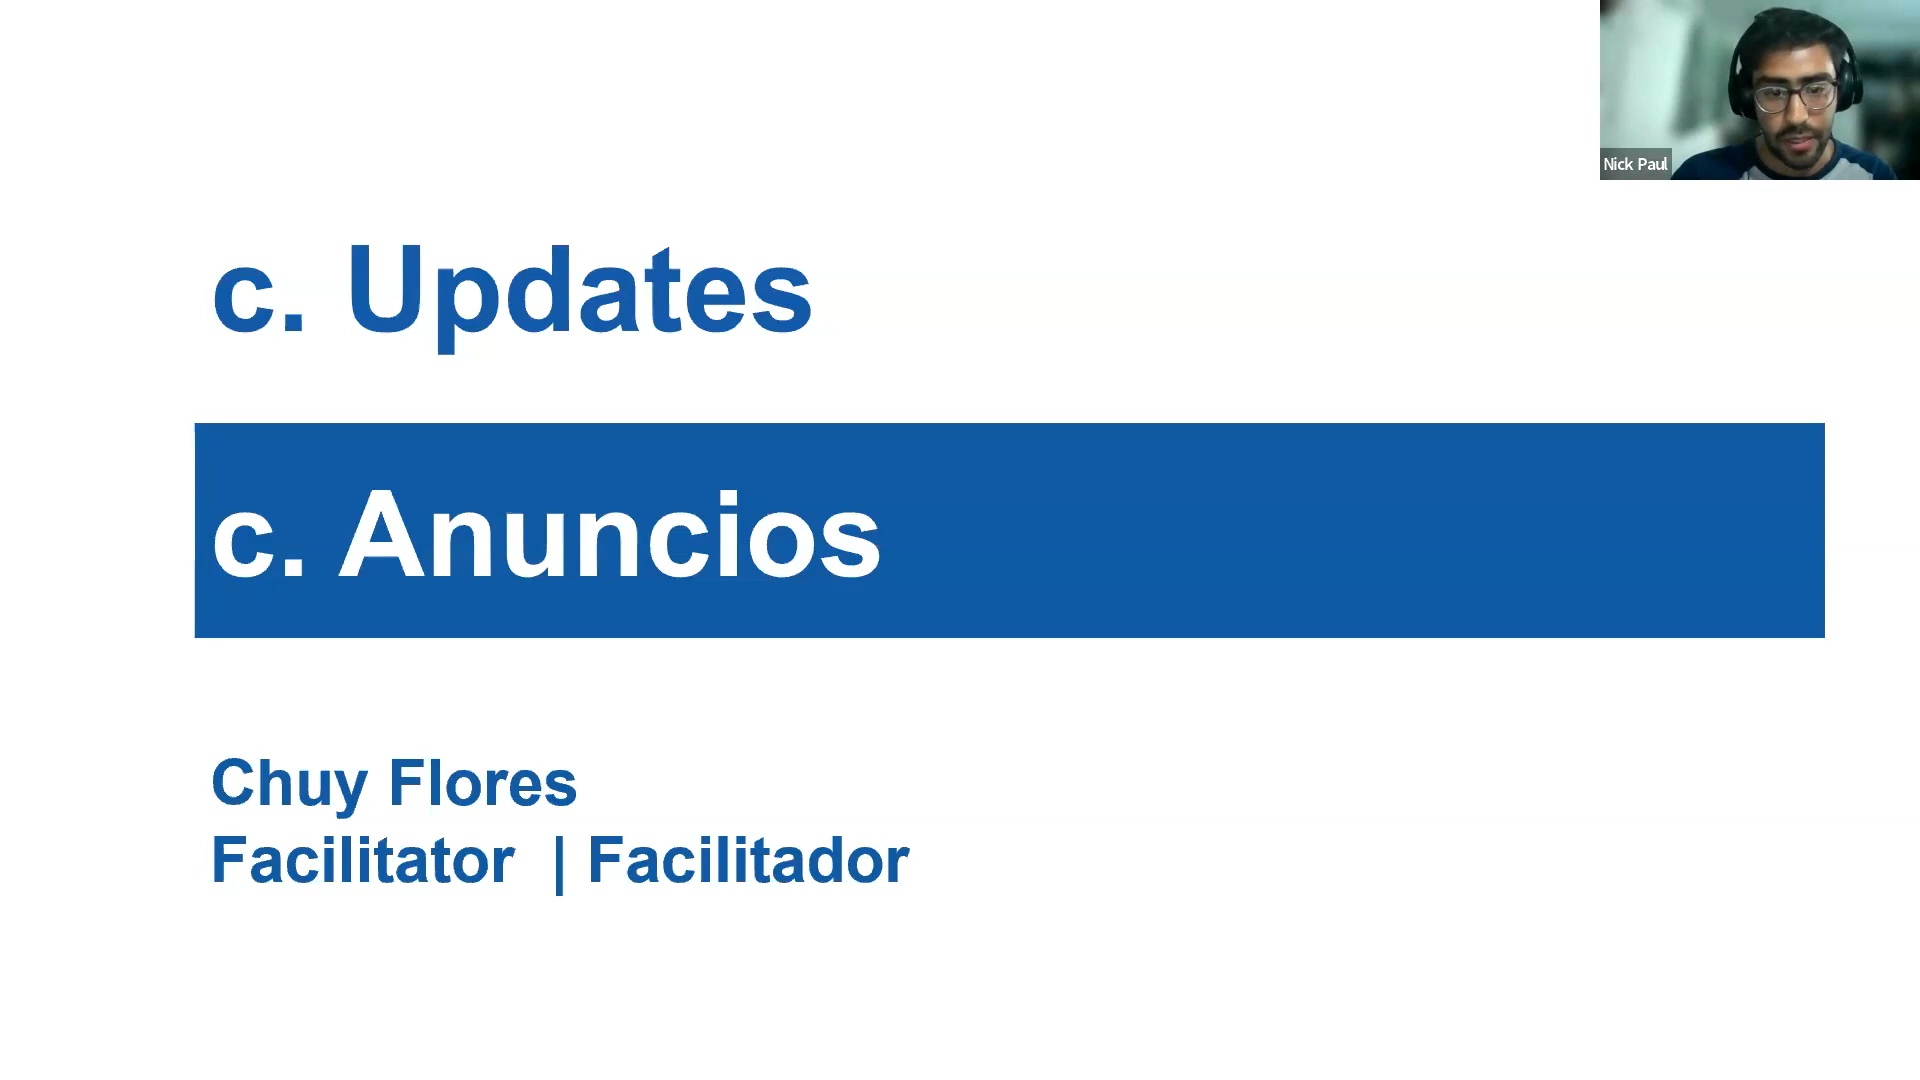 Nick Paul
c. Updates
c. Anuncios
Chuy Flores
Facilitator | Facilitador